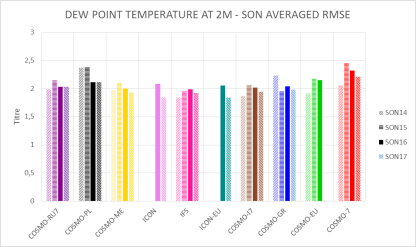 DEW POINT TEMPERATURE AT 2M - SON AVERAGED RMSE
3
2,5
2
1,5
1
0,5
0
Titre
COSMO-RU7
COSMO-PL
COSMO-ME
ICON
IFS
ICON-EU
COSMO-I7
COSMO-GR
COSMO-EU
COSMO-7
SON14
SON15
SON16
SON17